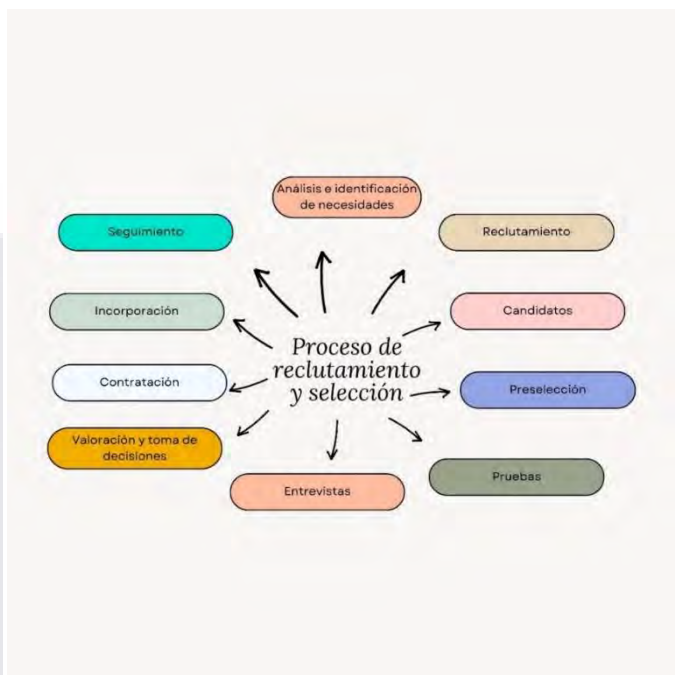 Análisis e identificación
de necesidades
Seguimiento
Reclutamiento
Incorporación
Candidatos
Proceso de
reclutamiento
y selección
Contratación
Preselección
Valoración y toma de
decisiones
Pruebas
Entrevistas